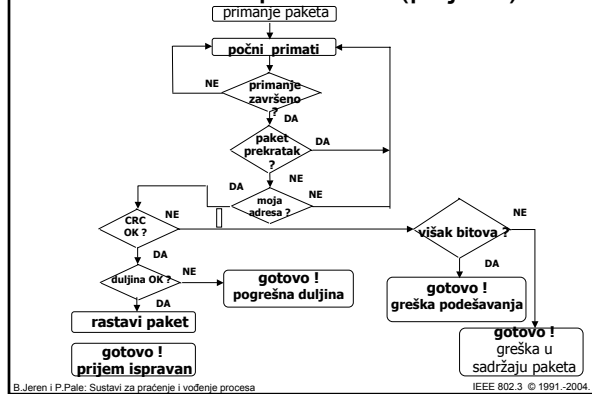 primanje paketa
počni primati
NE
primanje
završeno
?
DA
paket
prekratak
?
DA
NE
DA
NE
moja
adresa ?
CRC
OK ?
NE
DA
višak bitova ?
NE
DA
duljina OK ?
NE
DA
gotovo !
pogrešna duljina
gotovo !
greška podešavanja
rastavi paket
gotovo !
prijem ispravan
gotovo !
greška u
sadržaju paketa
B.Jeren i P.Pale: Sustavi za praćenje i vođenje procesa
IEEE 802.3 © 1991.-2004.